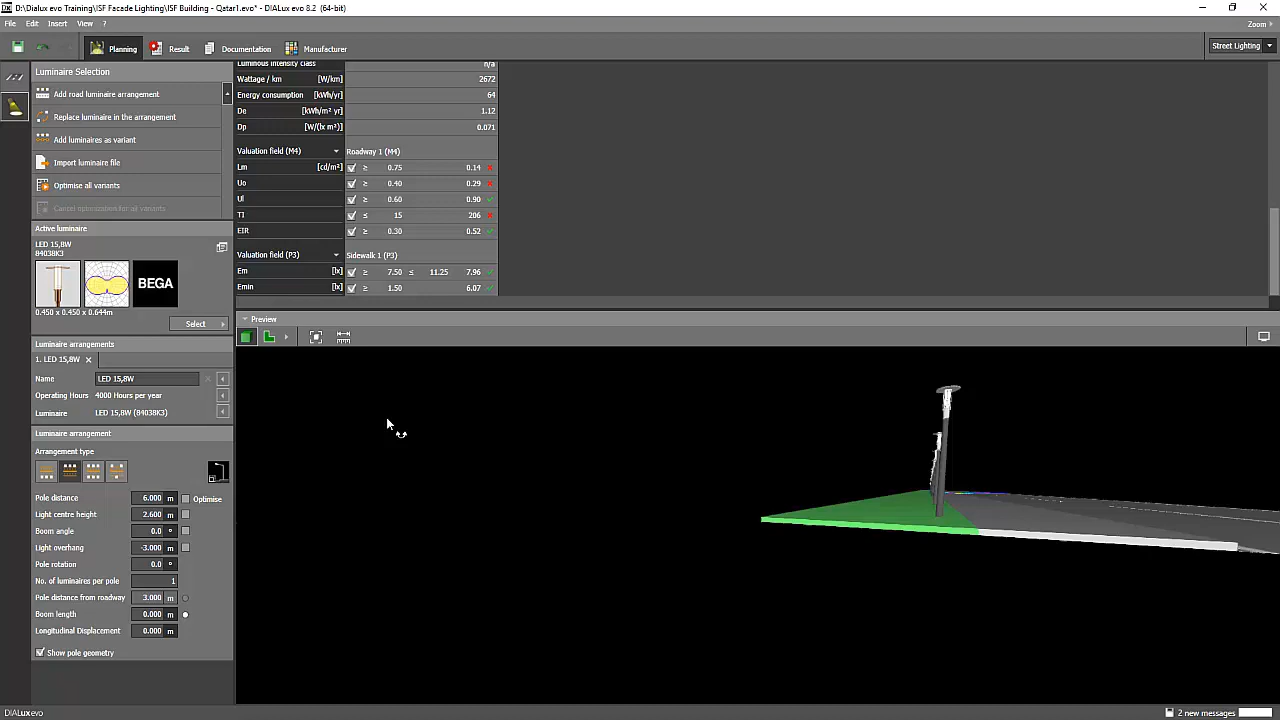 D:\Dialux evo Training\ISF Facade Lighting\ISF Building - Qatar1.evo* - DIALux evo 8.2 (64-bit)
File Edit Insert View ? Zoom
Planning Result Documentation Manufacturer Street Lighting
Luminaire Selection
Add road luminaire arrangement
Replace luminaire in the arrangement
Add luminaires as variant
Import luminaire file
Optimise all variants
Cancel optimization for all variants
Active luminaire
LED 15,8W
84038K3
BEGA
0.450 x 0.450 x 0.644m
Select
Luminaire arrangements
1. LED 15,8W
Name LED 15,8W
Operating Hours 4000 Hours per year
Luminaire LED 15,8W (84038K3)
Luminaire arrangement
Arrangement type
Pole distance 6.000 m Optimise
Light centre height 2.600 m
Boom angle 0.0 °
Light overhang -3.000 m
Pole rotation 0.0 °
No. of luminaires per pole 1
Pole distance from roadway 3.000 m
Boom length 0.000 m
Longitudinal Displacement 0.000 m
Show pole geometry
Luminous intensity class n/a
Wattage / km [W/km] 2672
Energy consumption [kWh/yr] 64
De [kWh/m² yr] 1.12
Dp [W/(lx m²)] 0.071
Valuation field (M4) Roadway 1 (M4)
Lm [cd/m²] ≥ 0.75 0.14
Uo ≥ 0.40 0.29
Ul ≥ 0.60 0.90
TI ≤ 15 206
EIR ≥ 0.30 0.52
Valuation field (P3) Sidewalk 1 (P3)
Em [lx] ≥ 7.50 ≤ 11.25 7.96
Emin [lx] ≥ 1.50 6.07
Preview
DIALux evo
2 new messages